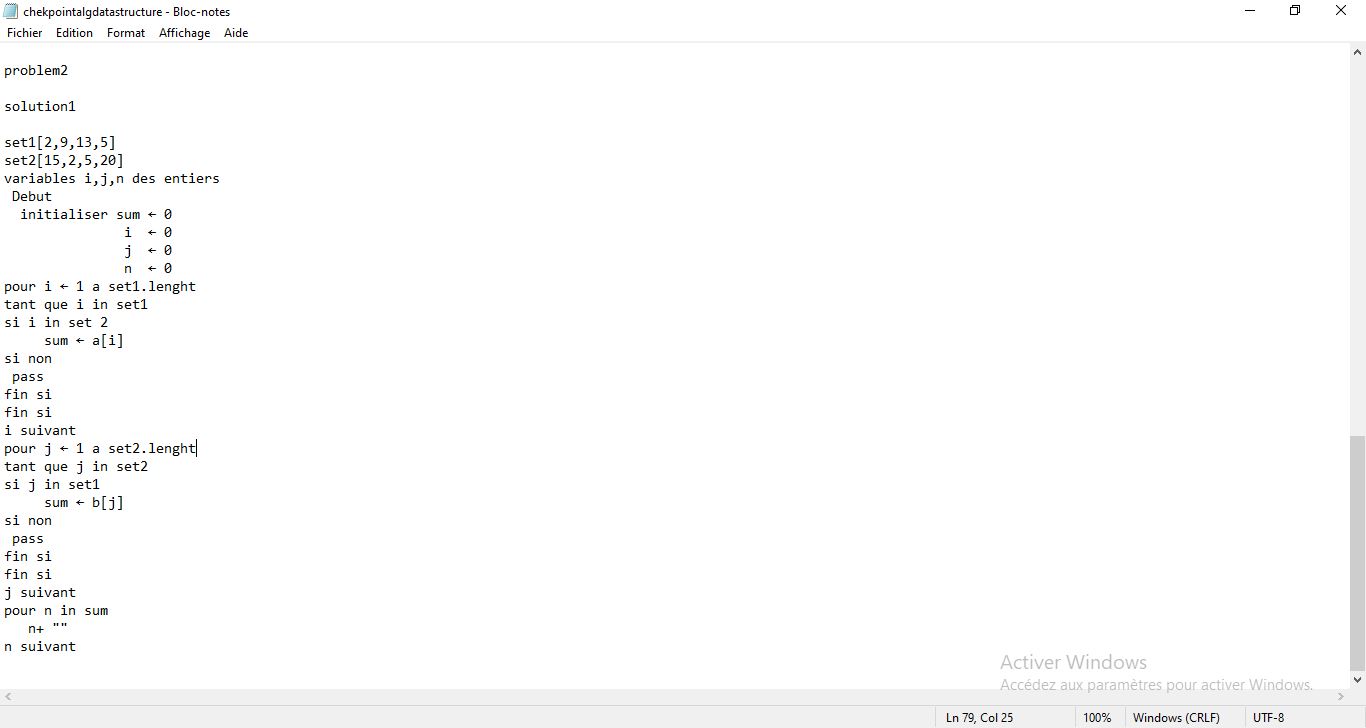 chekpointalgdatastructure - Bloc-notes
Fichier Edition Format Affichage Aide
problem2
solution1
set1[2,9,13,5]
set2[15,2,5,20]
variables i,j,n des entiers
Debut
initialiser sum ← 0
i ← 0
j ← 0
n ← 0
pour i ← 1 a set1.lenght
tant que i in set1
si i in set 2
sum ← a[i]
si non
pass
fin si
fin si
i suivant
pour j ← 1 a set2.lenght
tant que j in set2
si j in set1
sum ← b[j]
si non
pass
fin si
fin si
j suivant
pour n in sum
n+ ""
n suivant
Activer Windows
Accédez aux paramètres pour activer Windows.
Ln 79, Col 25 100% Windows (CRLF) UTF-8